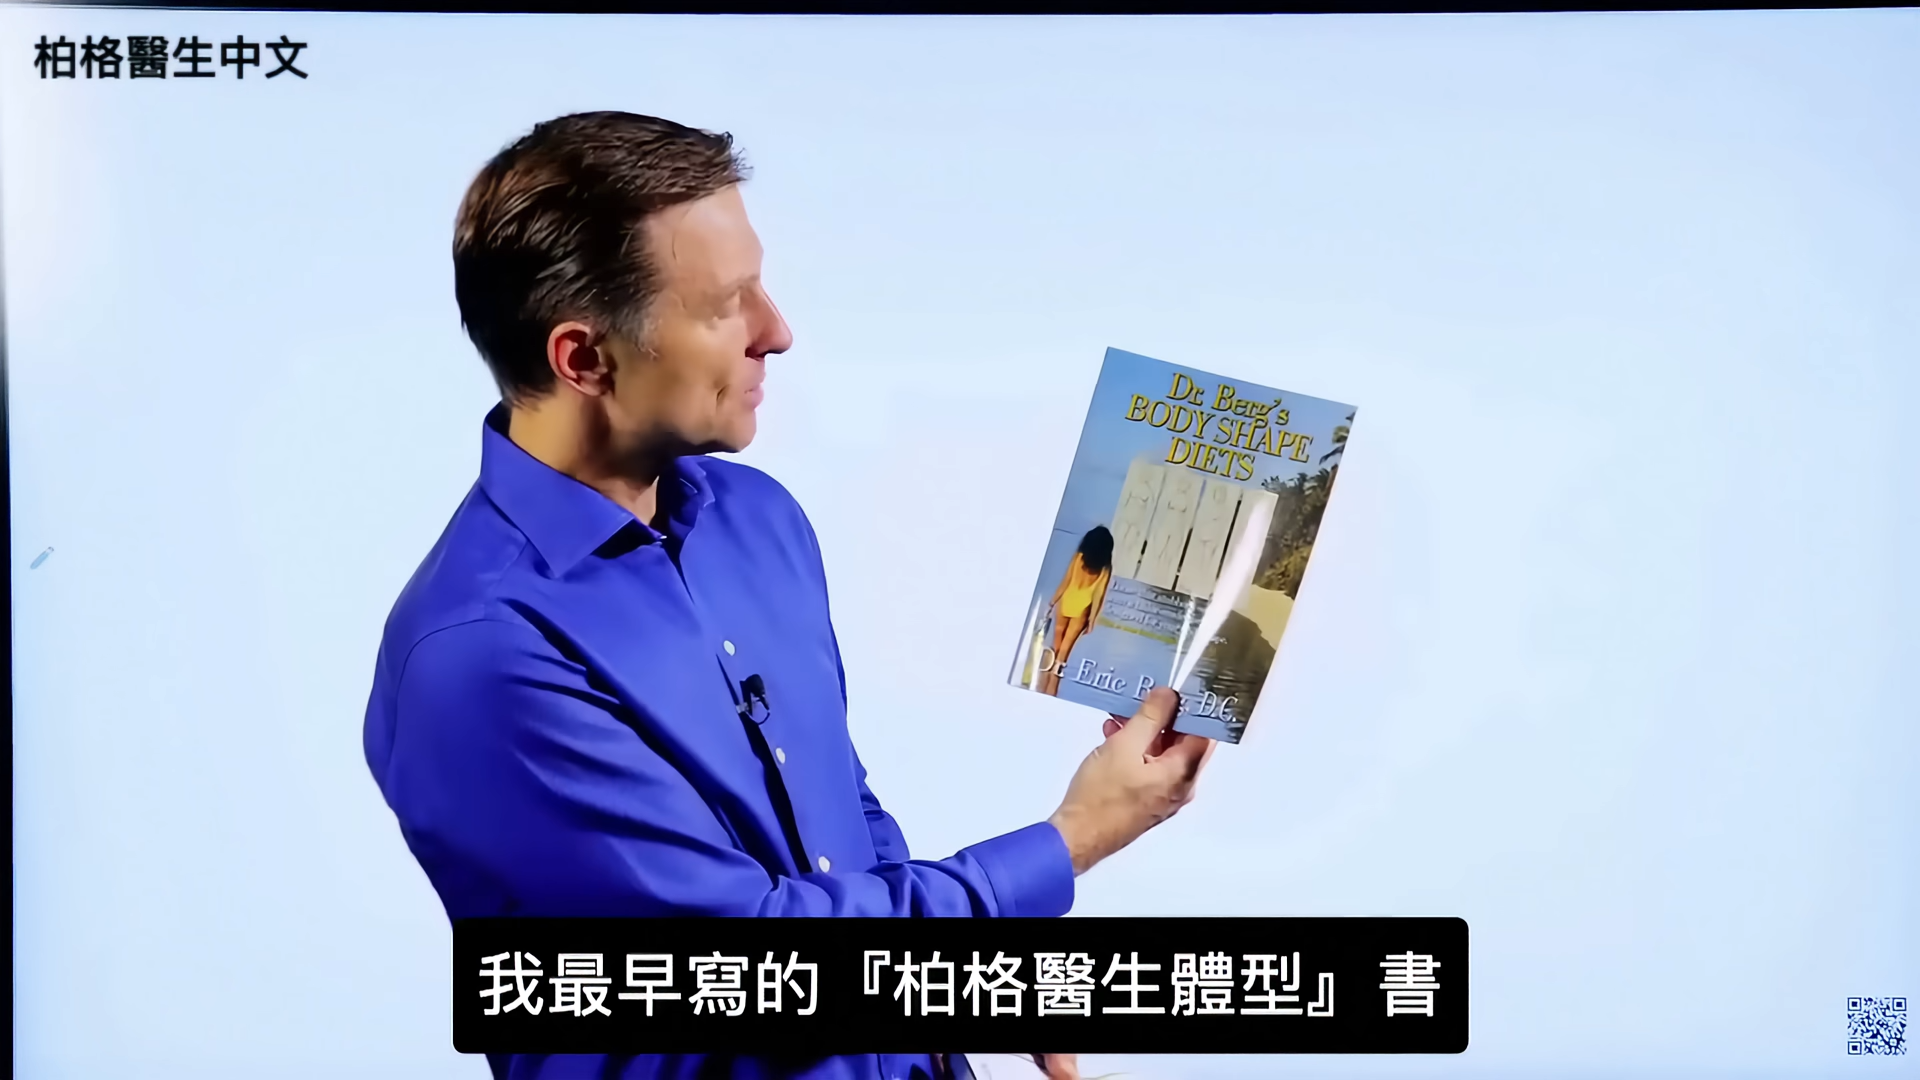 柏格醫生中文
Dr. Berg's
BODY SHAPE
DIETS
Dr. Eric
D.C.
我最早寫的『柏格醫生體型』書